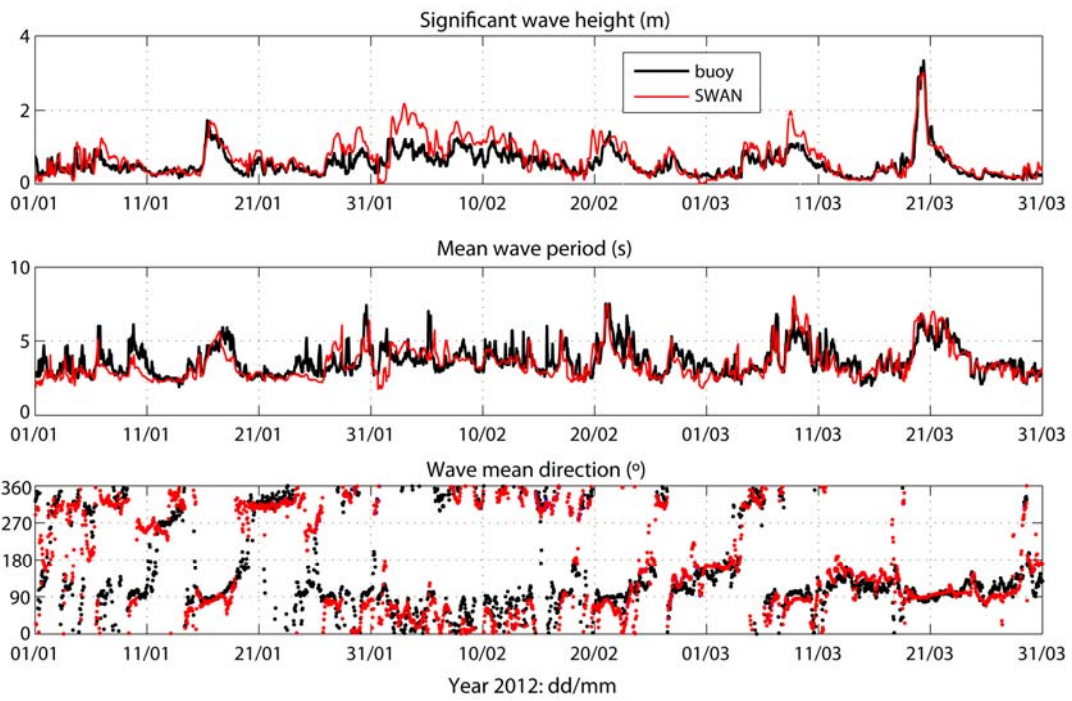 Significant wave height (m)
4
2
0
buoy
SWAN
01/01 11/01 21/01 31/01 10/02 20/02 01/03 11/03 21/03 31/03
Mean wave period (s)
10
5
0
01/01 11/01 21/01 31/01 10/02 20/02 01/03 11/03 21/03 31/03
Wave mean direction (º)
360
270
180
90
0
01/01 11/01 21/01 31/01 10/02 20/02 01/03 11/03 21/03 31/03
Year 2012: dd/mm